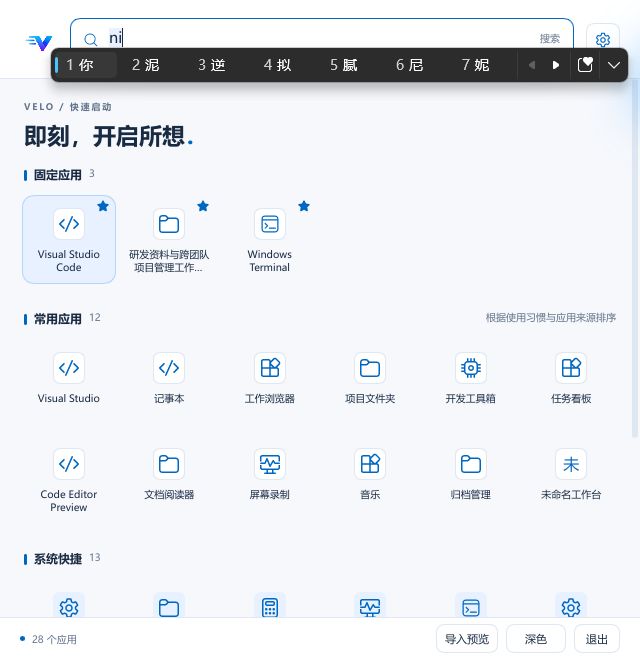 ni
搜索
1 你 2 泥 3 逆 4 拟 5 腻 6 尼 7 妮
VELO / 快速启动
即刻，开启所想.
固定应用 3
Visual Studio Code
研发资料与跨团队项目管理工作...
Windows Terminal
常用应用 12
根据使用习惯与应用来源排序
Visual Studio
记事本
工作浏览器
项目文件夹
开发工具箱
任务看板
Code Editor Preview
文档阅读器
屏幕录制
音乐
归档管理
未
未命名工作台
系统快捷 13
28 个应用
导入预览
深色
退出